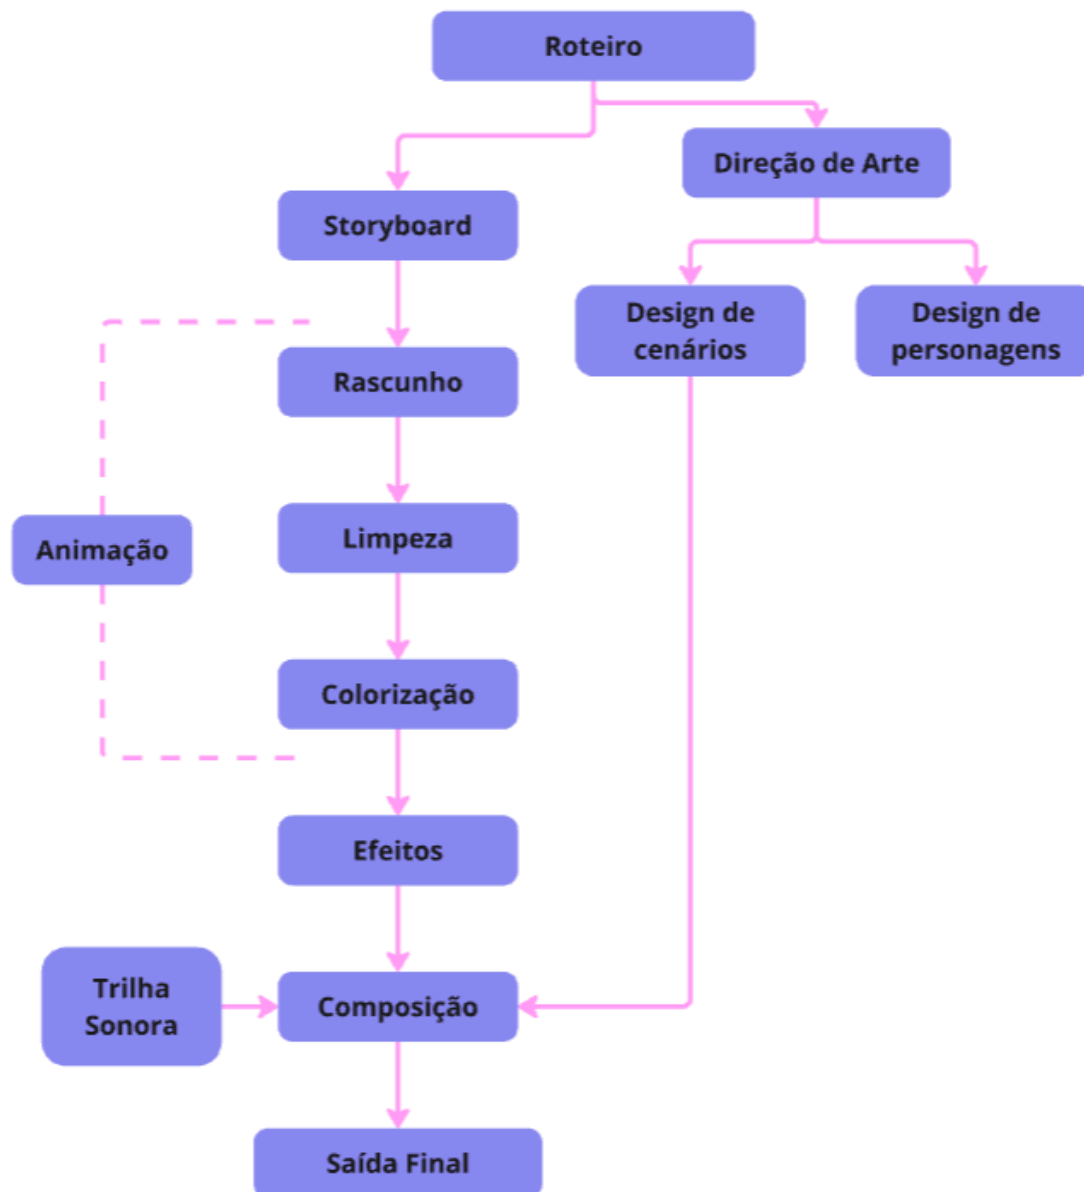 Roteiro
Direção de Arte
Storyboard
Design de
cenários
Design de
personagens
Rascunho
Limpeza
Animação
Colorização
Efeitos
Trilha
Sonora
Composição
Saída Final